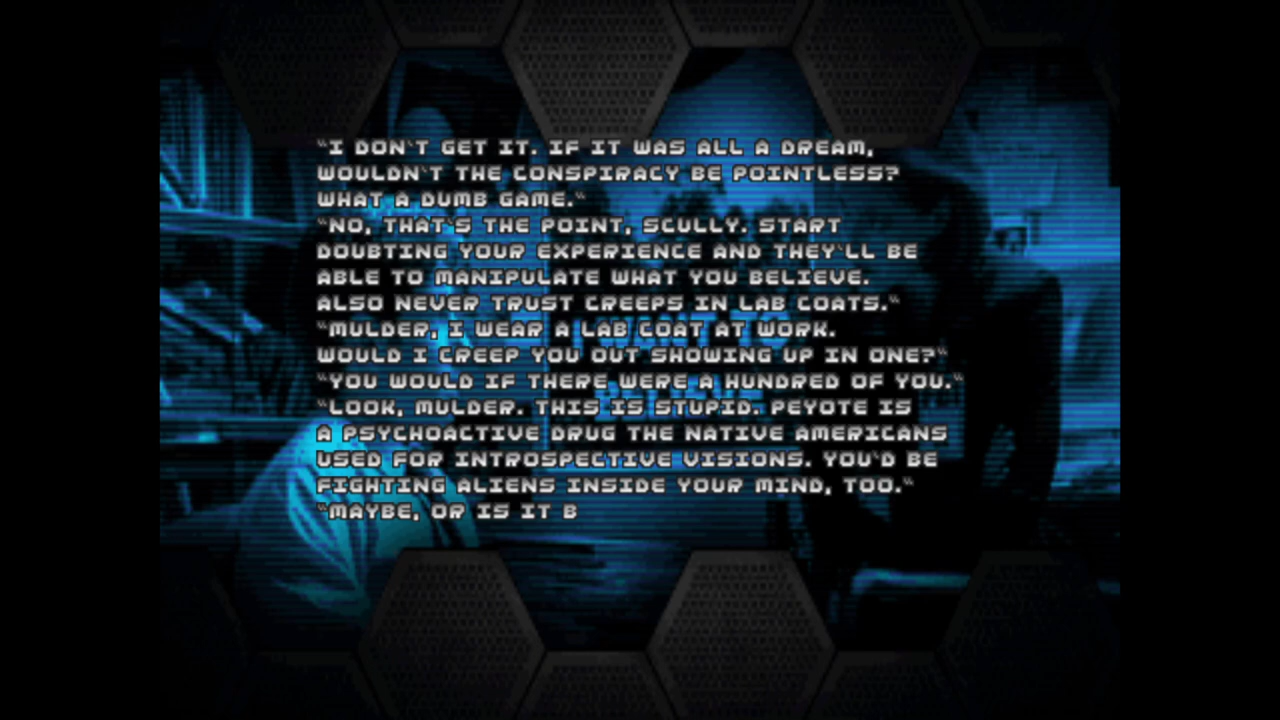 "I DON'T GET IT. IF IT WAS ALL A DREAM,
WOULDN'T THE CONSPIRACY BE POINTLESS?
WHAT A DUMB GAME."
"NO, THAT'S THE POINT, SCULLY. START
DOUBTING YOUR EXPERIENCE AND THEY'LL BE
ABLE TO MANIPULATE WHAT YOU BELIEVE.
ALSO NEVER TRUST CREEPS IN LAB COATS."
"MULDER, I WEAR A LAB COAT AT WORK.
WOULD I CREEP YOU OUT SHOWING UP IN ONE?"
"YOU WOULD IF THERE WERE A HUNDRED OF YOU."
"LOOK, MULDER. THIS IS STUPID. PEYOTE IS
A PSYCHOACTIVE DRUG THE NATIVE AMERICANS
USED FOR INTROSPECTIVE VISIONS. YOU'D BE
FIGHTING ALIENS INSIDE YOUR MIND, TOO."
"MAYBE, OR IS IT B